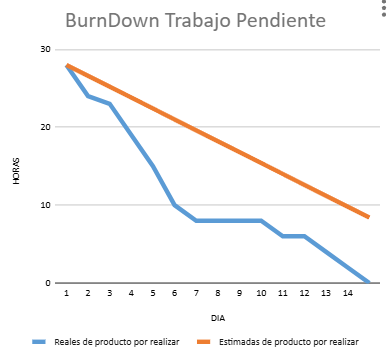 BurnDown Trabajo Pendiente
30
20
10
0
HORAS
1 2 3 4 5 6 7 8 9 10 11 12 13 14
DIA
Reales de producto por realizar
Estimadas de producto por realizar